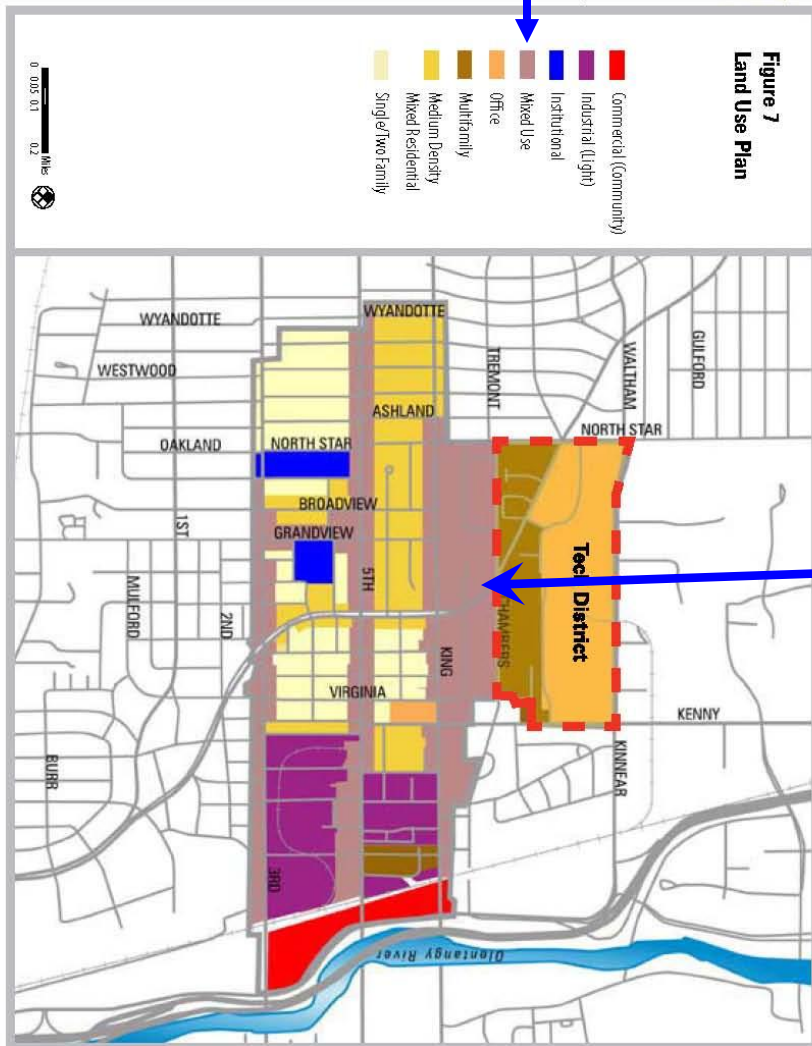 Figure 7
Land Use Plan
Commercial (Community)
Industrial (Light)
Institutional
Mixed Use
Office
Multifamily
Medium Density
Mixed Residential
Single/Two Family
0 0.05 0.1 0.2
Miles
WYANDOTTE
WYANDOTTE
WESTWOOD
TREMONT
WALTHAM
GULFORD
ASHLAND
NORTH STAR
OAKLAND
NORTH STAR
BROADVIEW
1ST
GRANDVIEW
5TH
Tech District
MULFORD
2ND
CHAMBERS
KING
VIRGINIA
KENNY
KINNEAR
BURR
3RD
Olentangy River